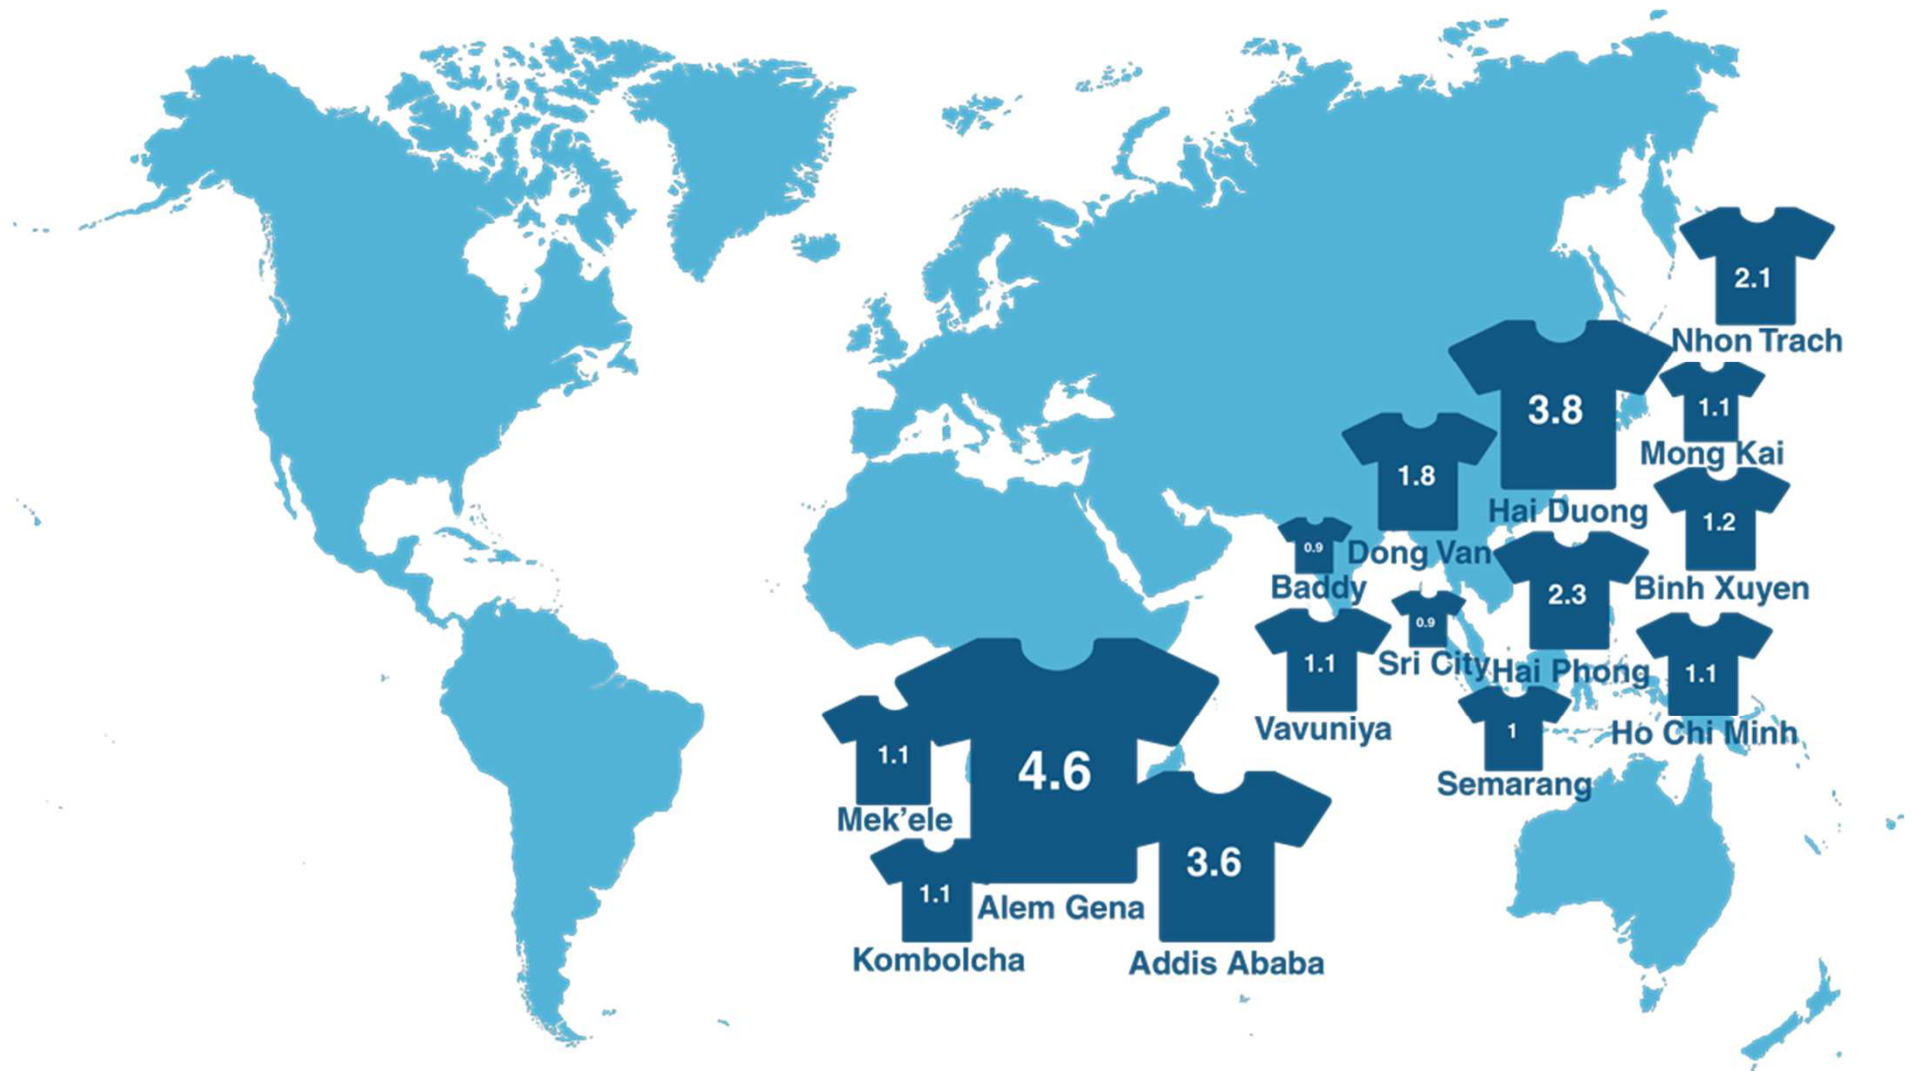 2.1
Nhon Trach
3.8
Hai Duong
1.1
Mong Kai
1.8
Dong Van
1.2
Binh Xuyen
0.9
Baddy
2.3
Hai Phong
0.9
Sri City
1.1
Vavuniya
1.1
Ho Chi Minh
1
Semarang
4.6
Alem Gena
1.1
Mek’ele
3.6
Addis Ababa
1.1
Kombolcha